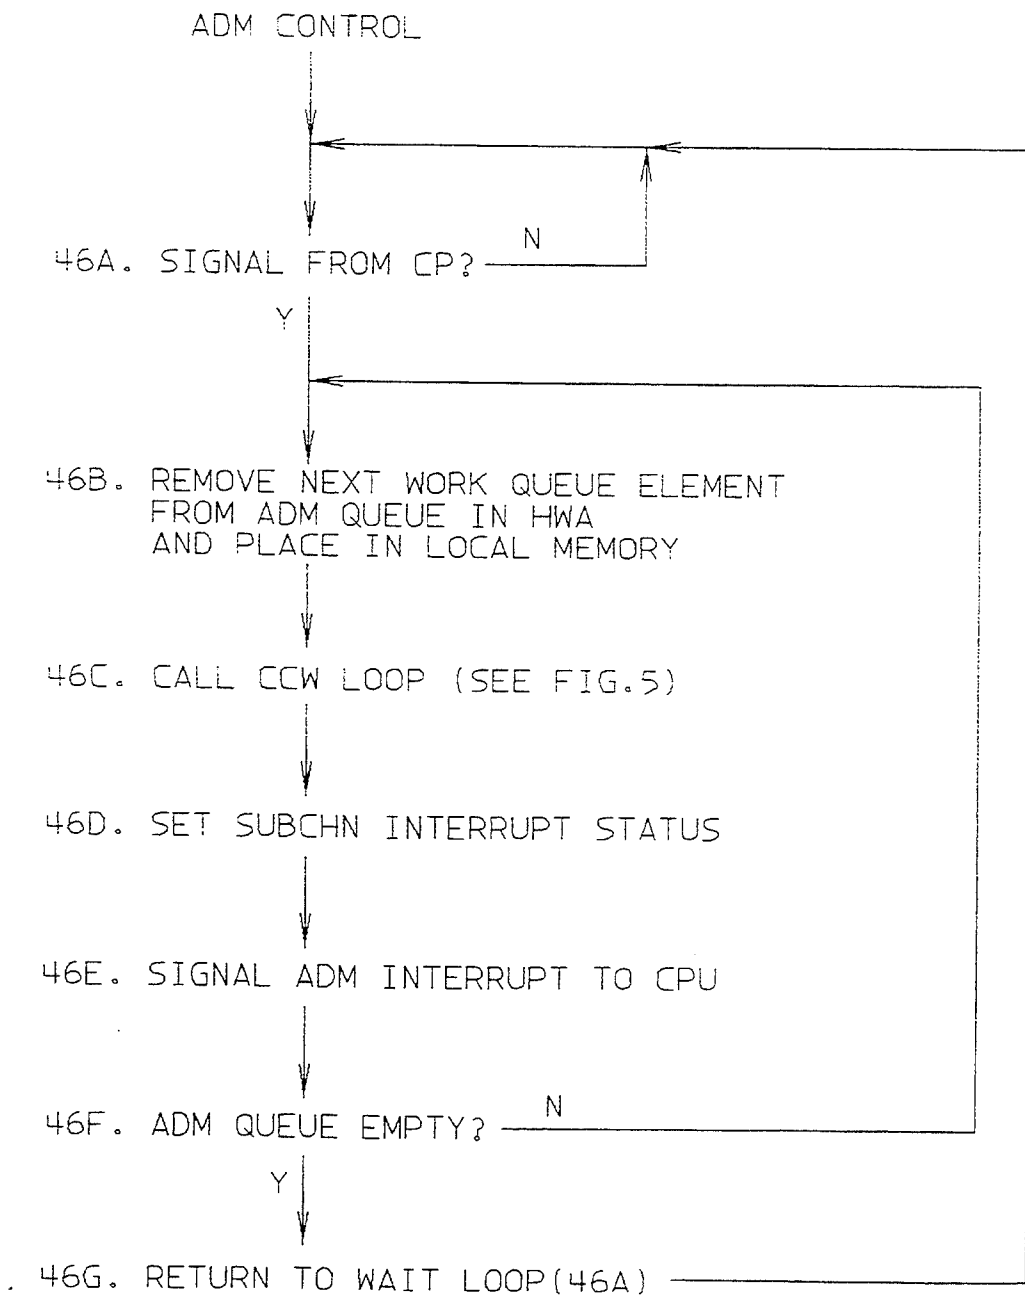 ADM CONTROL
46A. SIGNAL FROM CP?
N
Y
46B. REMOVE NEXT WORK QUEUE ELEMENT
FROM ADM QUEUE IN HWA
AND PLACE IN LOCAL MEMORY
46C. CALL CCW LOOP (SEE FIG.5)
46D. SET SUBCHN INTERRUPT STATUS
46E. SIGNAL ADM INTERRUPT TO CPU
46F. ADM QUEUE EMPTY?
N
Y
46G. RETURN TO WAIT LOOP(46A)